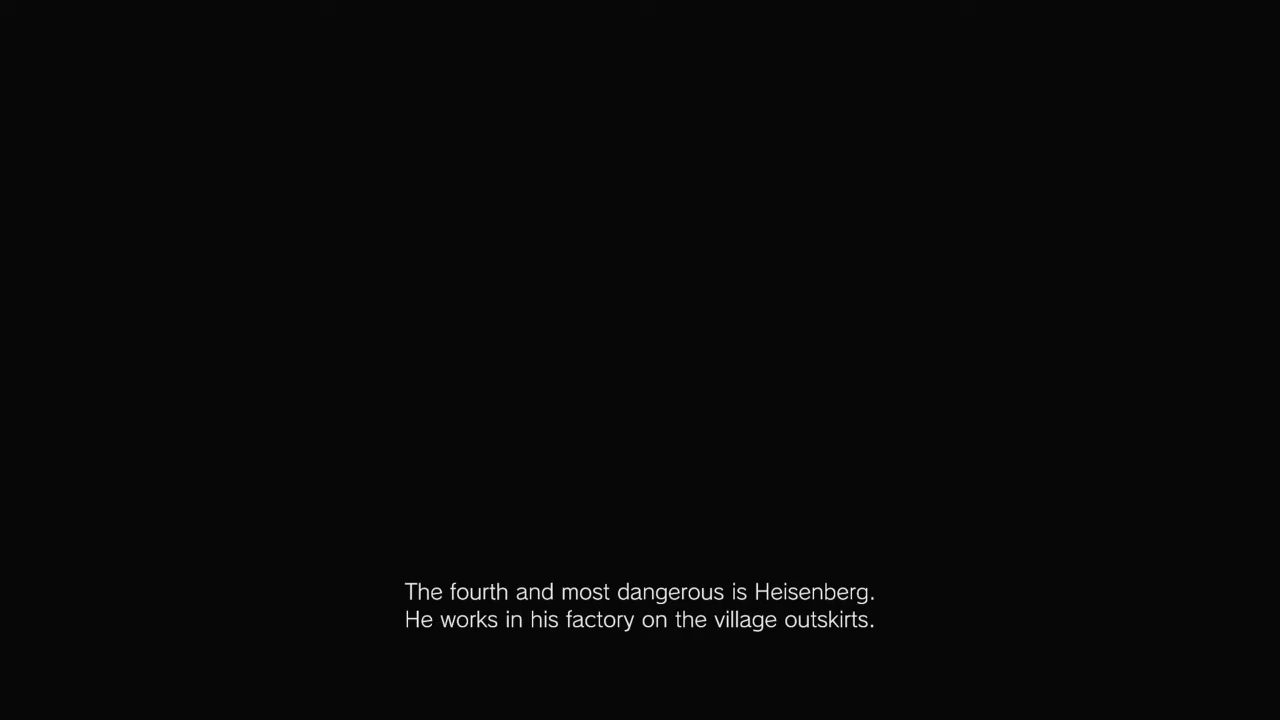 The fourth and most dangerous is Heisenberg.
He works in his factory on the village outskirts.